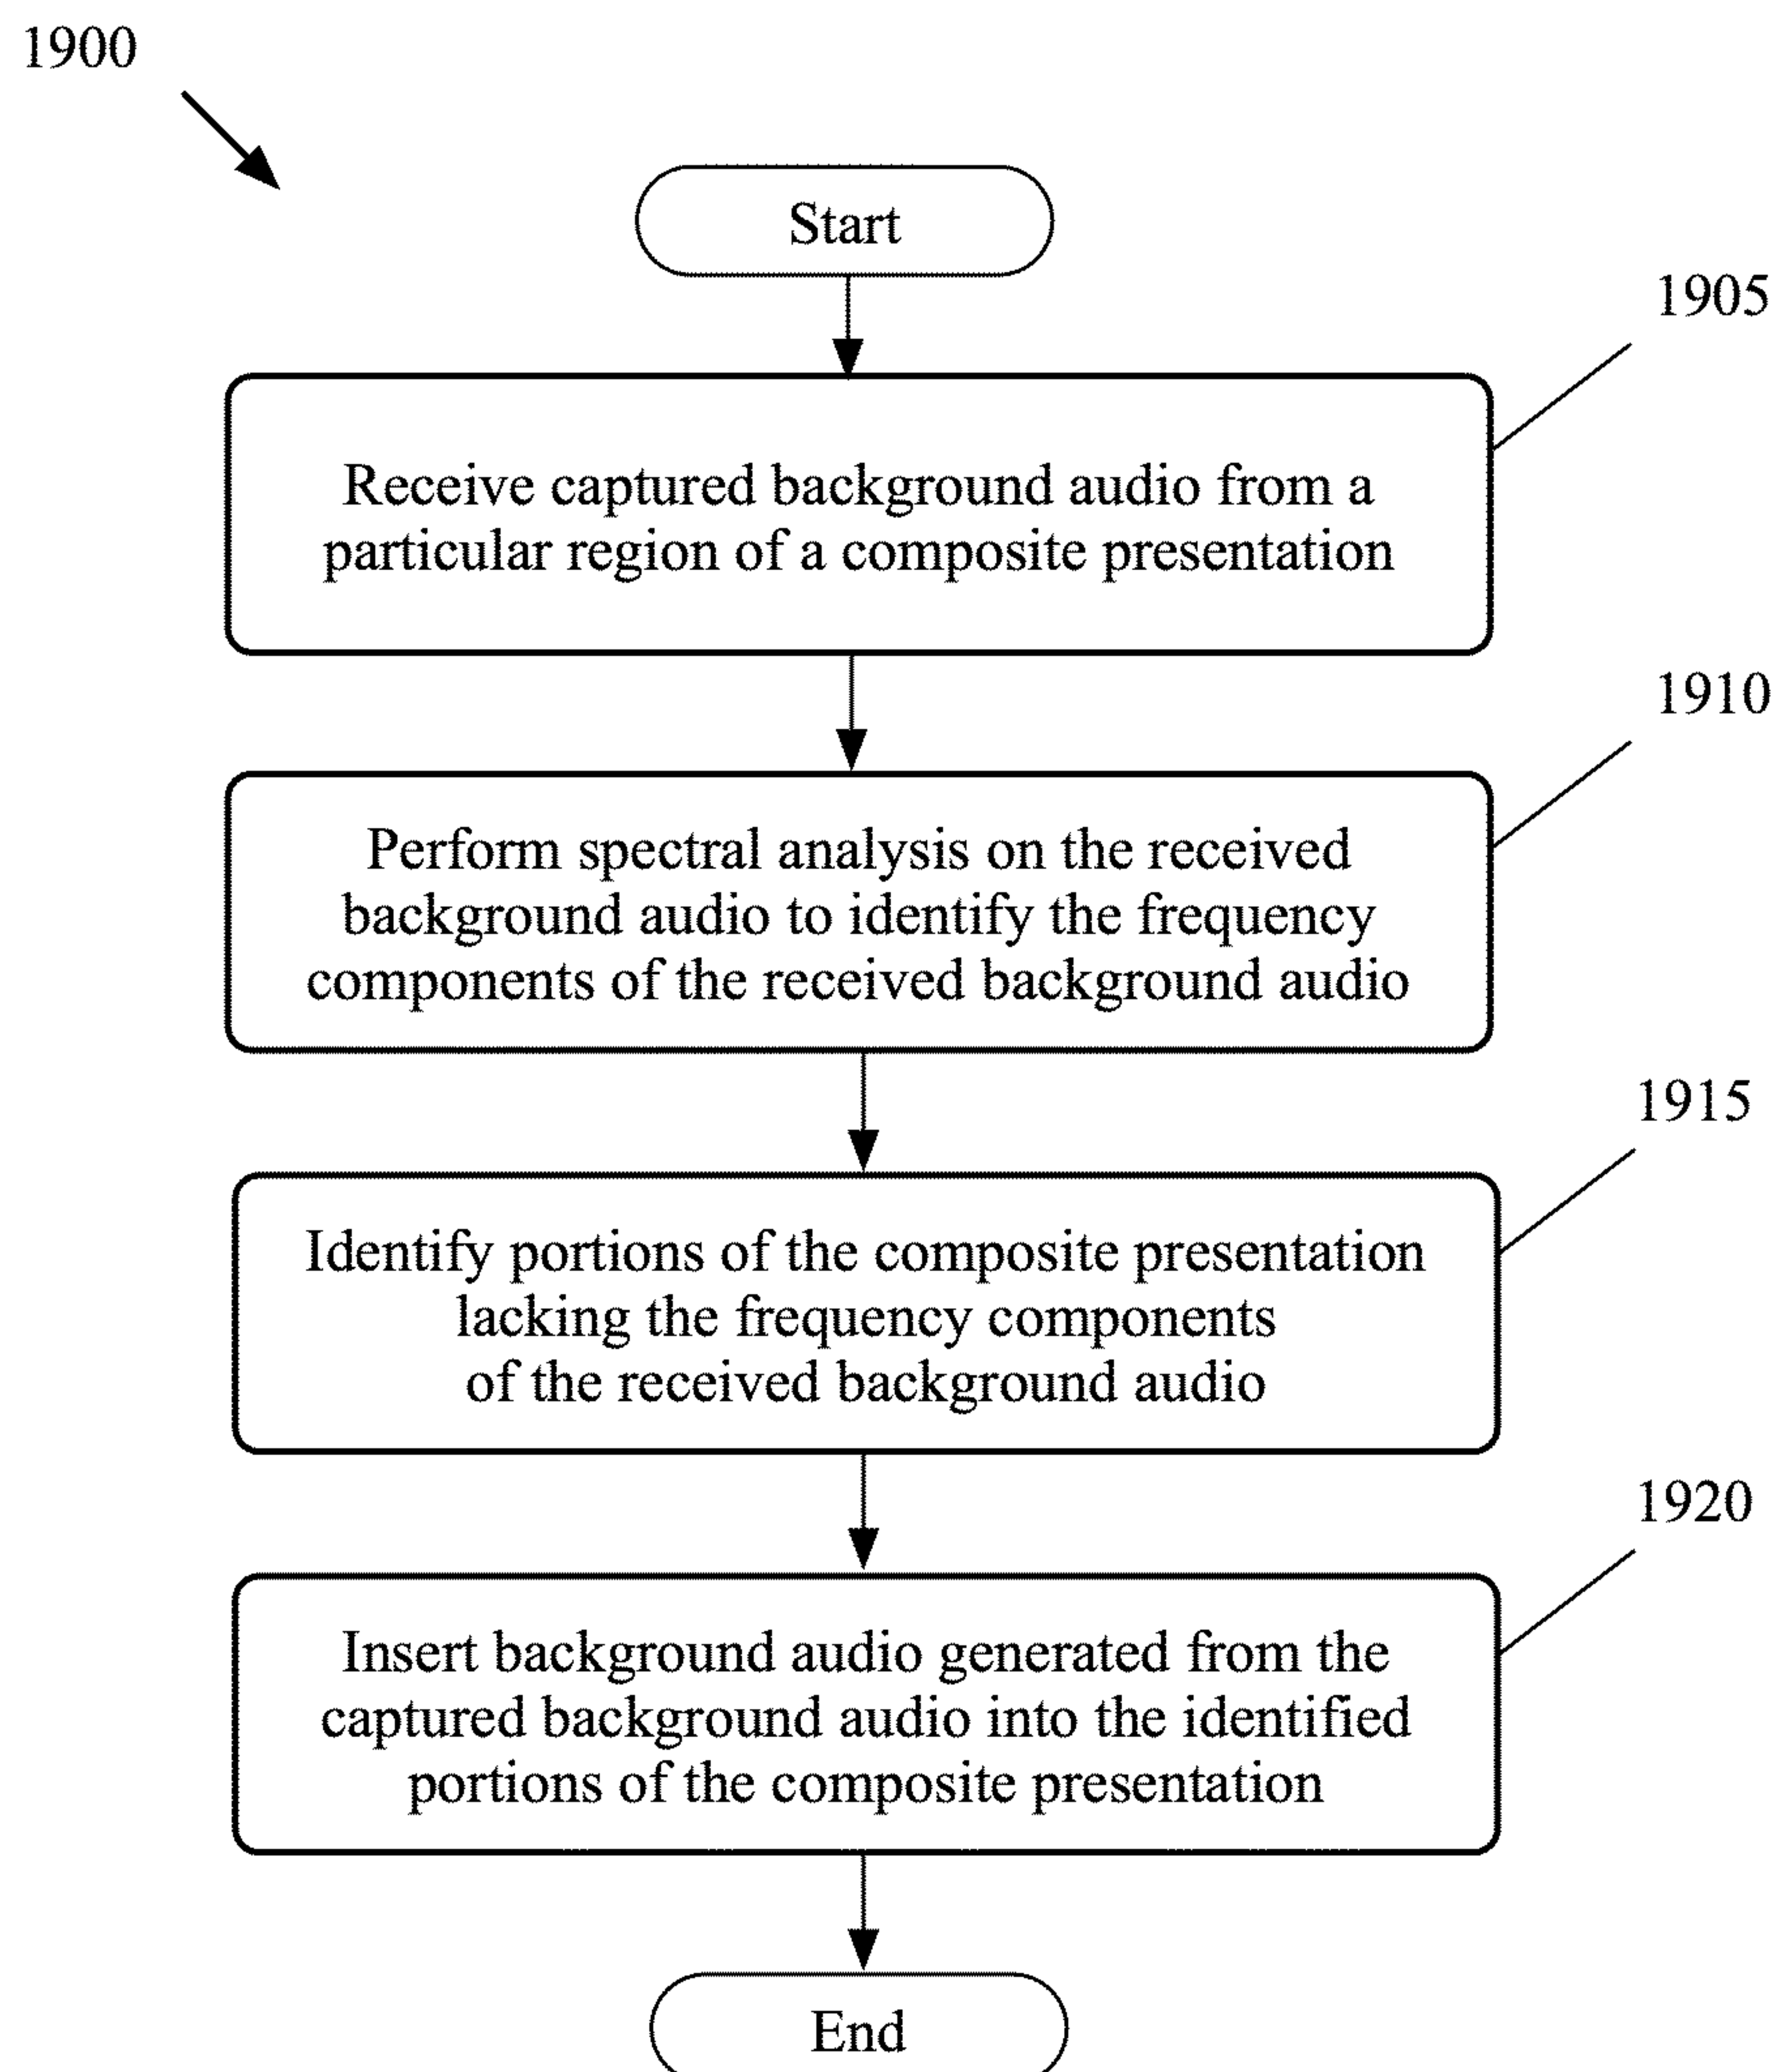 1900
Start
1905
Receive captured background audio from a
particular region of a composite presentation
1910
Perform spectral analysis on the received
background audio to identify the frequency
components of the received background audio
1915
Identify portions of the composite presentation
lacking the frequency components
of the received background audio
1920
Insert background audio generated from the
captured background audio into the identified
portions of the composite presentation
End